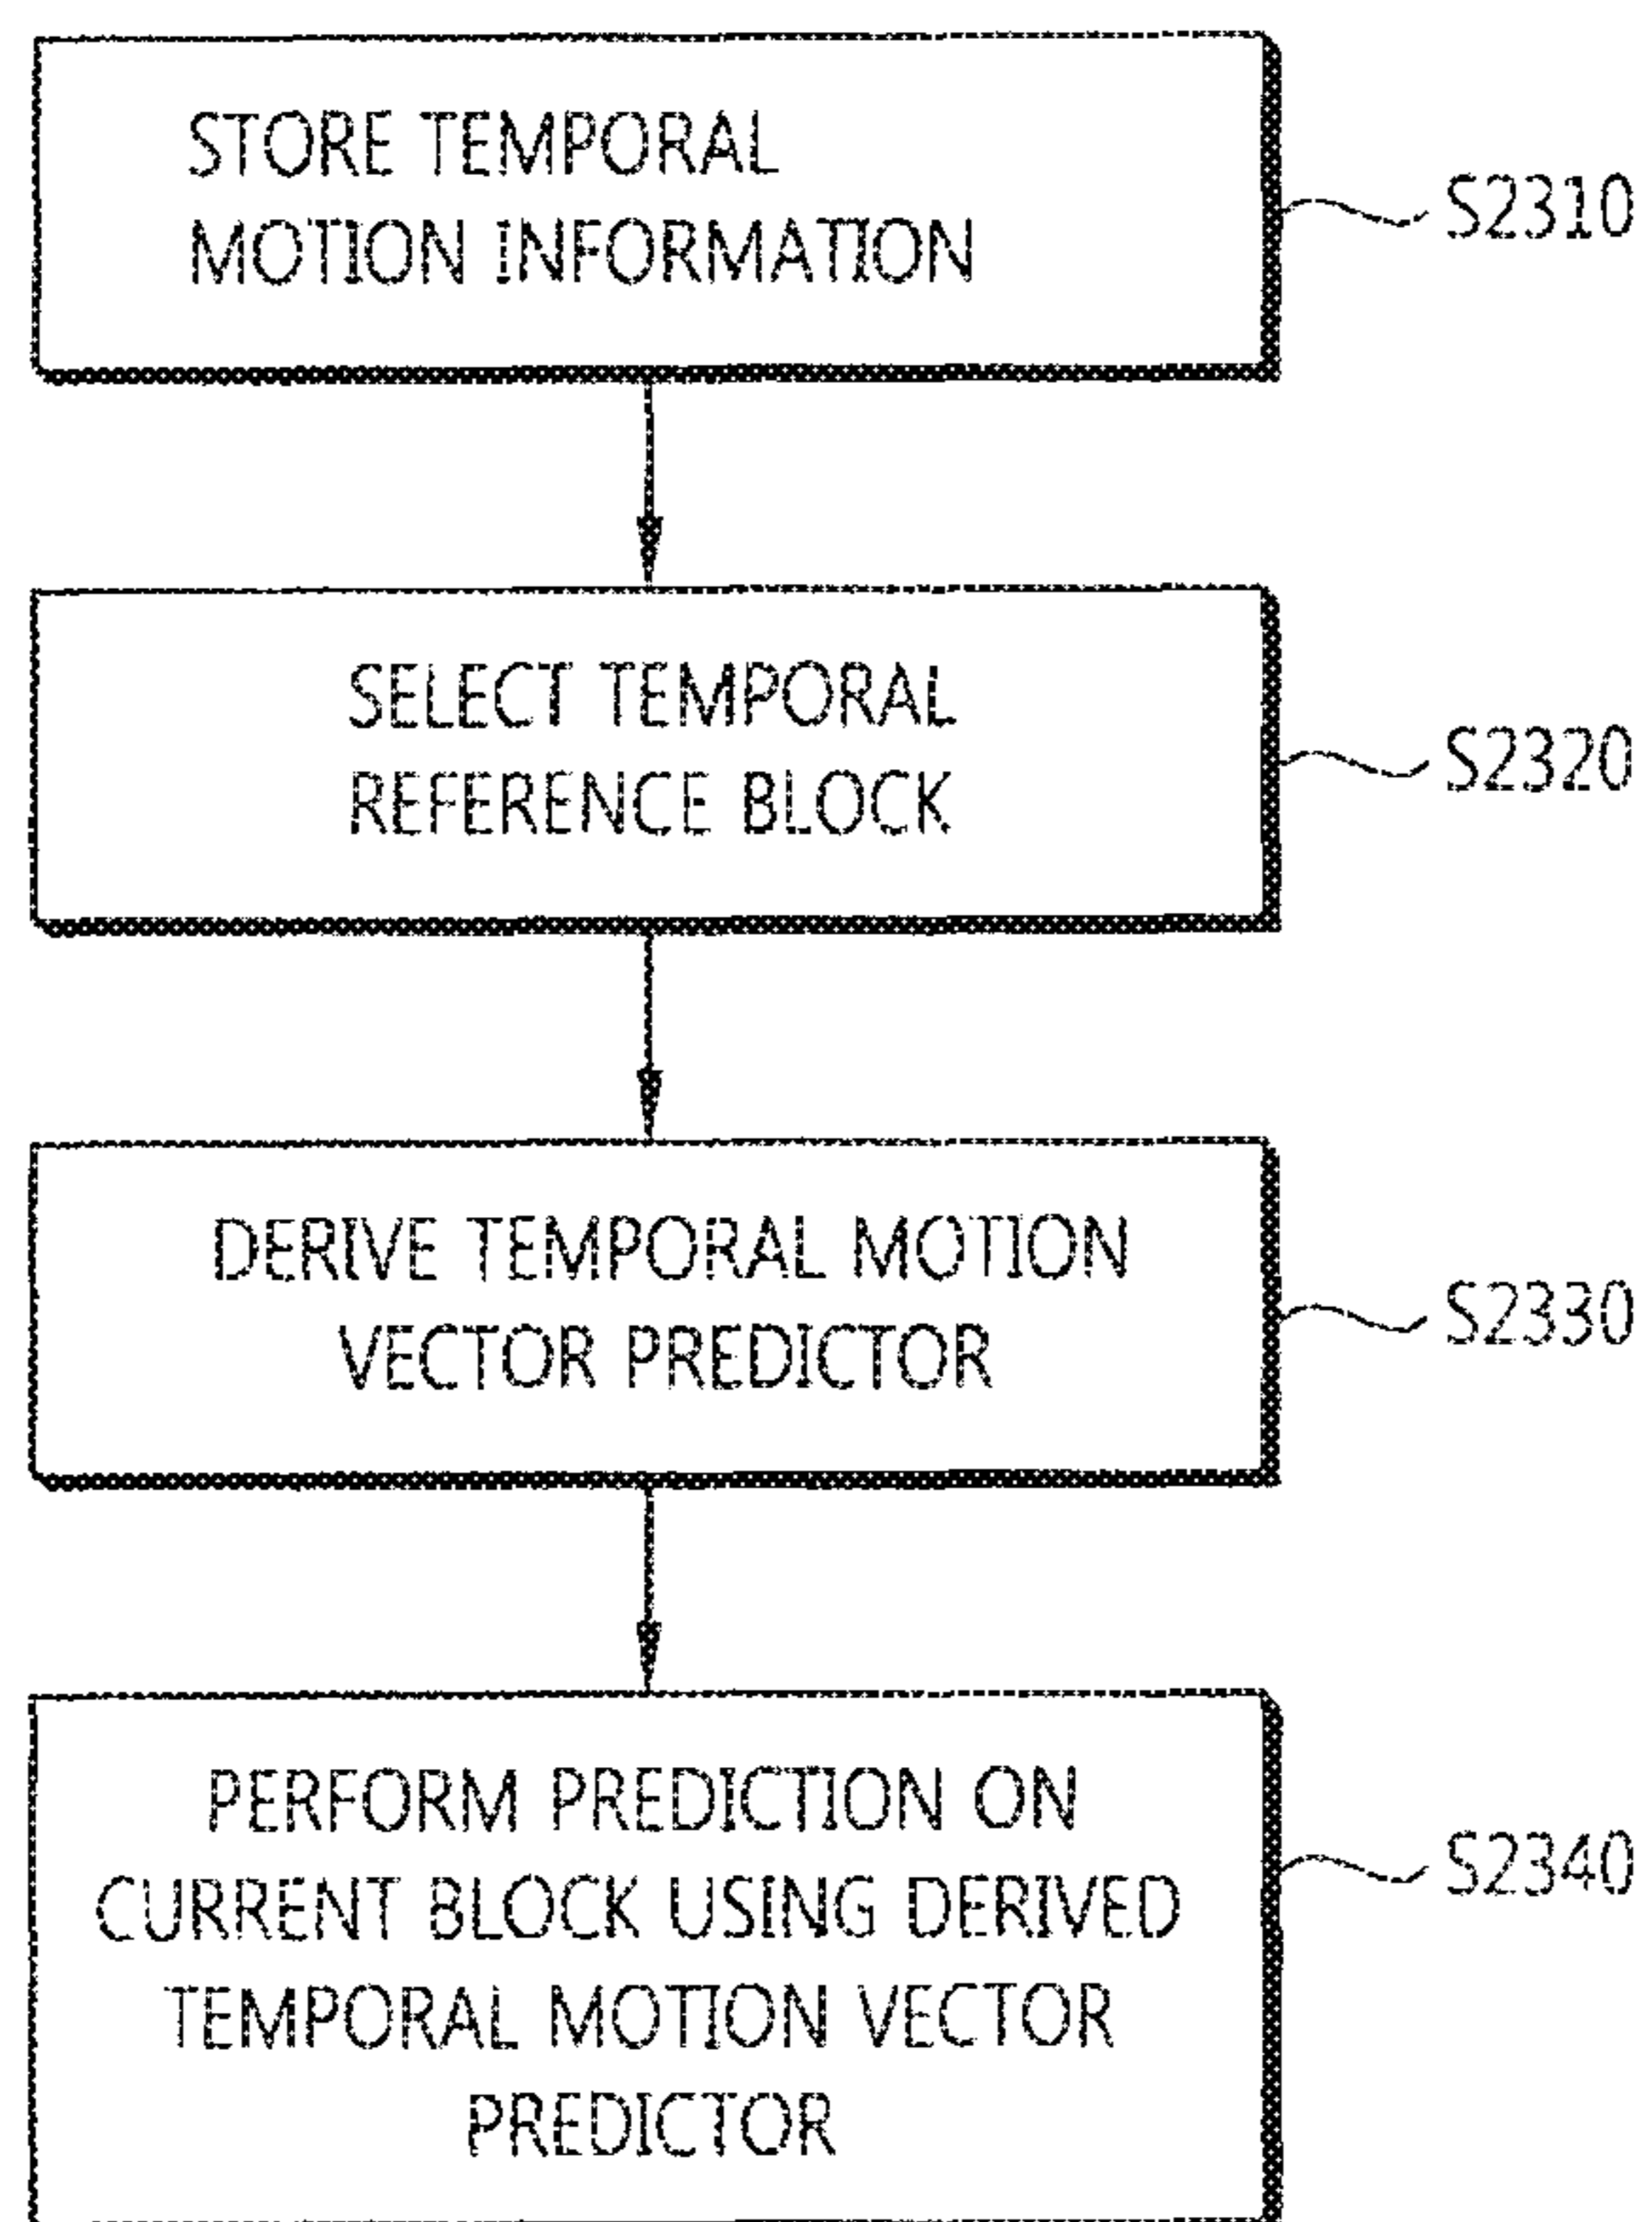 STORE TEMPORAL
MOTION INFORMATION
S2310
SELECT TEMPORAL
REFERENCE BLOCK
S2320
DERIVE TEMPORAL MOTION
VECTOR PREDICTOR
S2330
PERFORM PREDICTION ON
CURRENT BLOCK USING DERIVED
TEMPORAL MOTION VECTOR
PREDICTOR
S2340